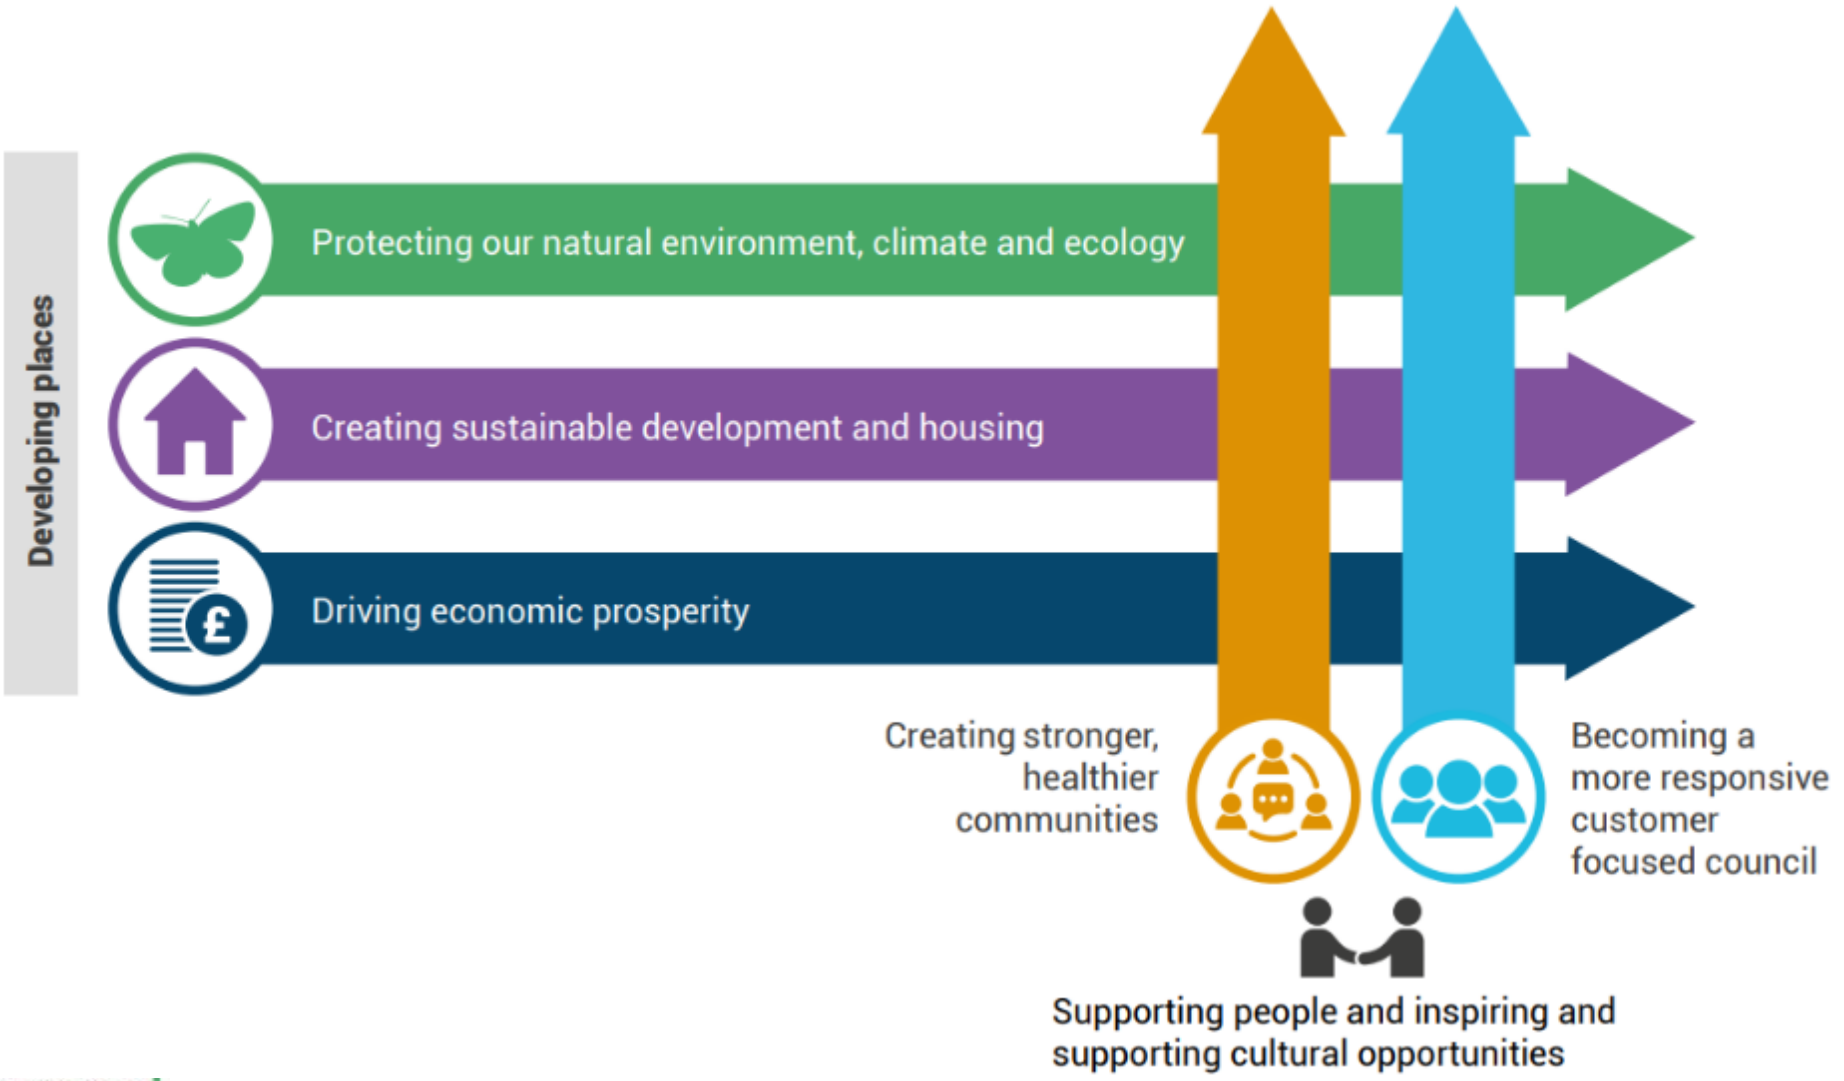 Developing places
Protecting our natural environment, climate and ecology
Creating sustainable development and housing
£
Driving economic prosperity
Creating stronger,
healthier
communities
Becoming a
more responsive
customer
focused council
Supporting people and inspiring and
supporting cultural opportunities